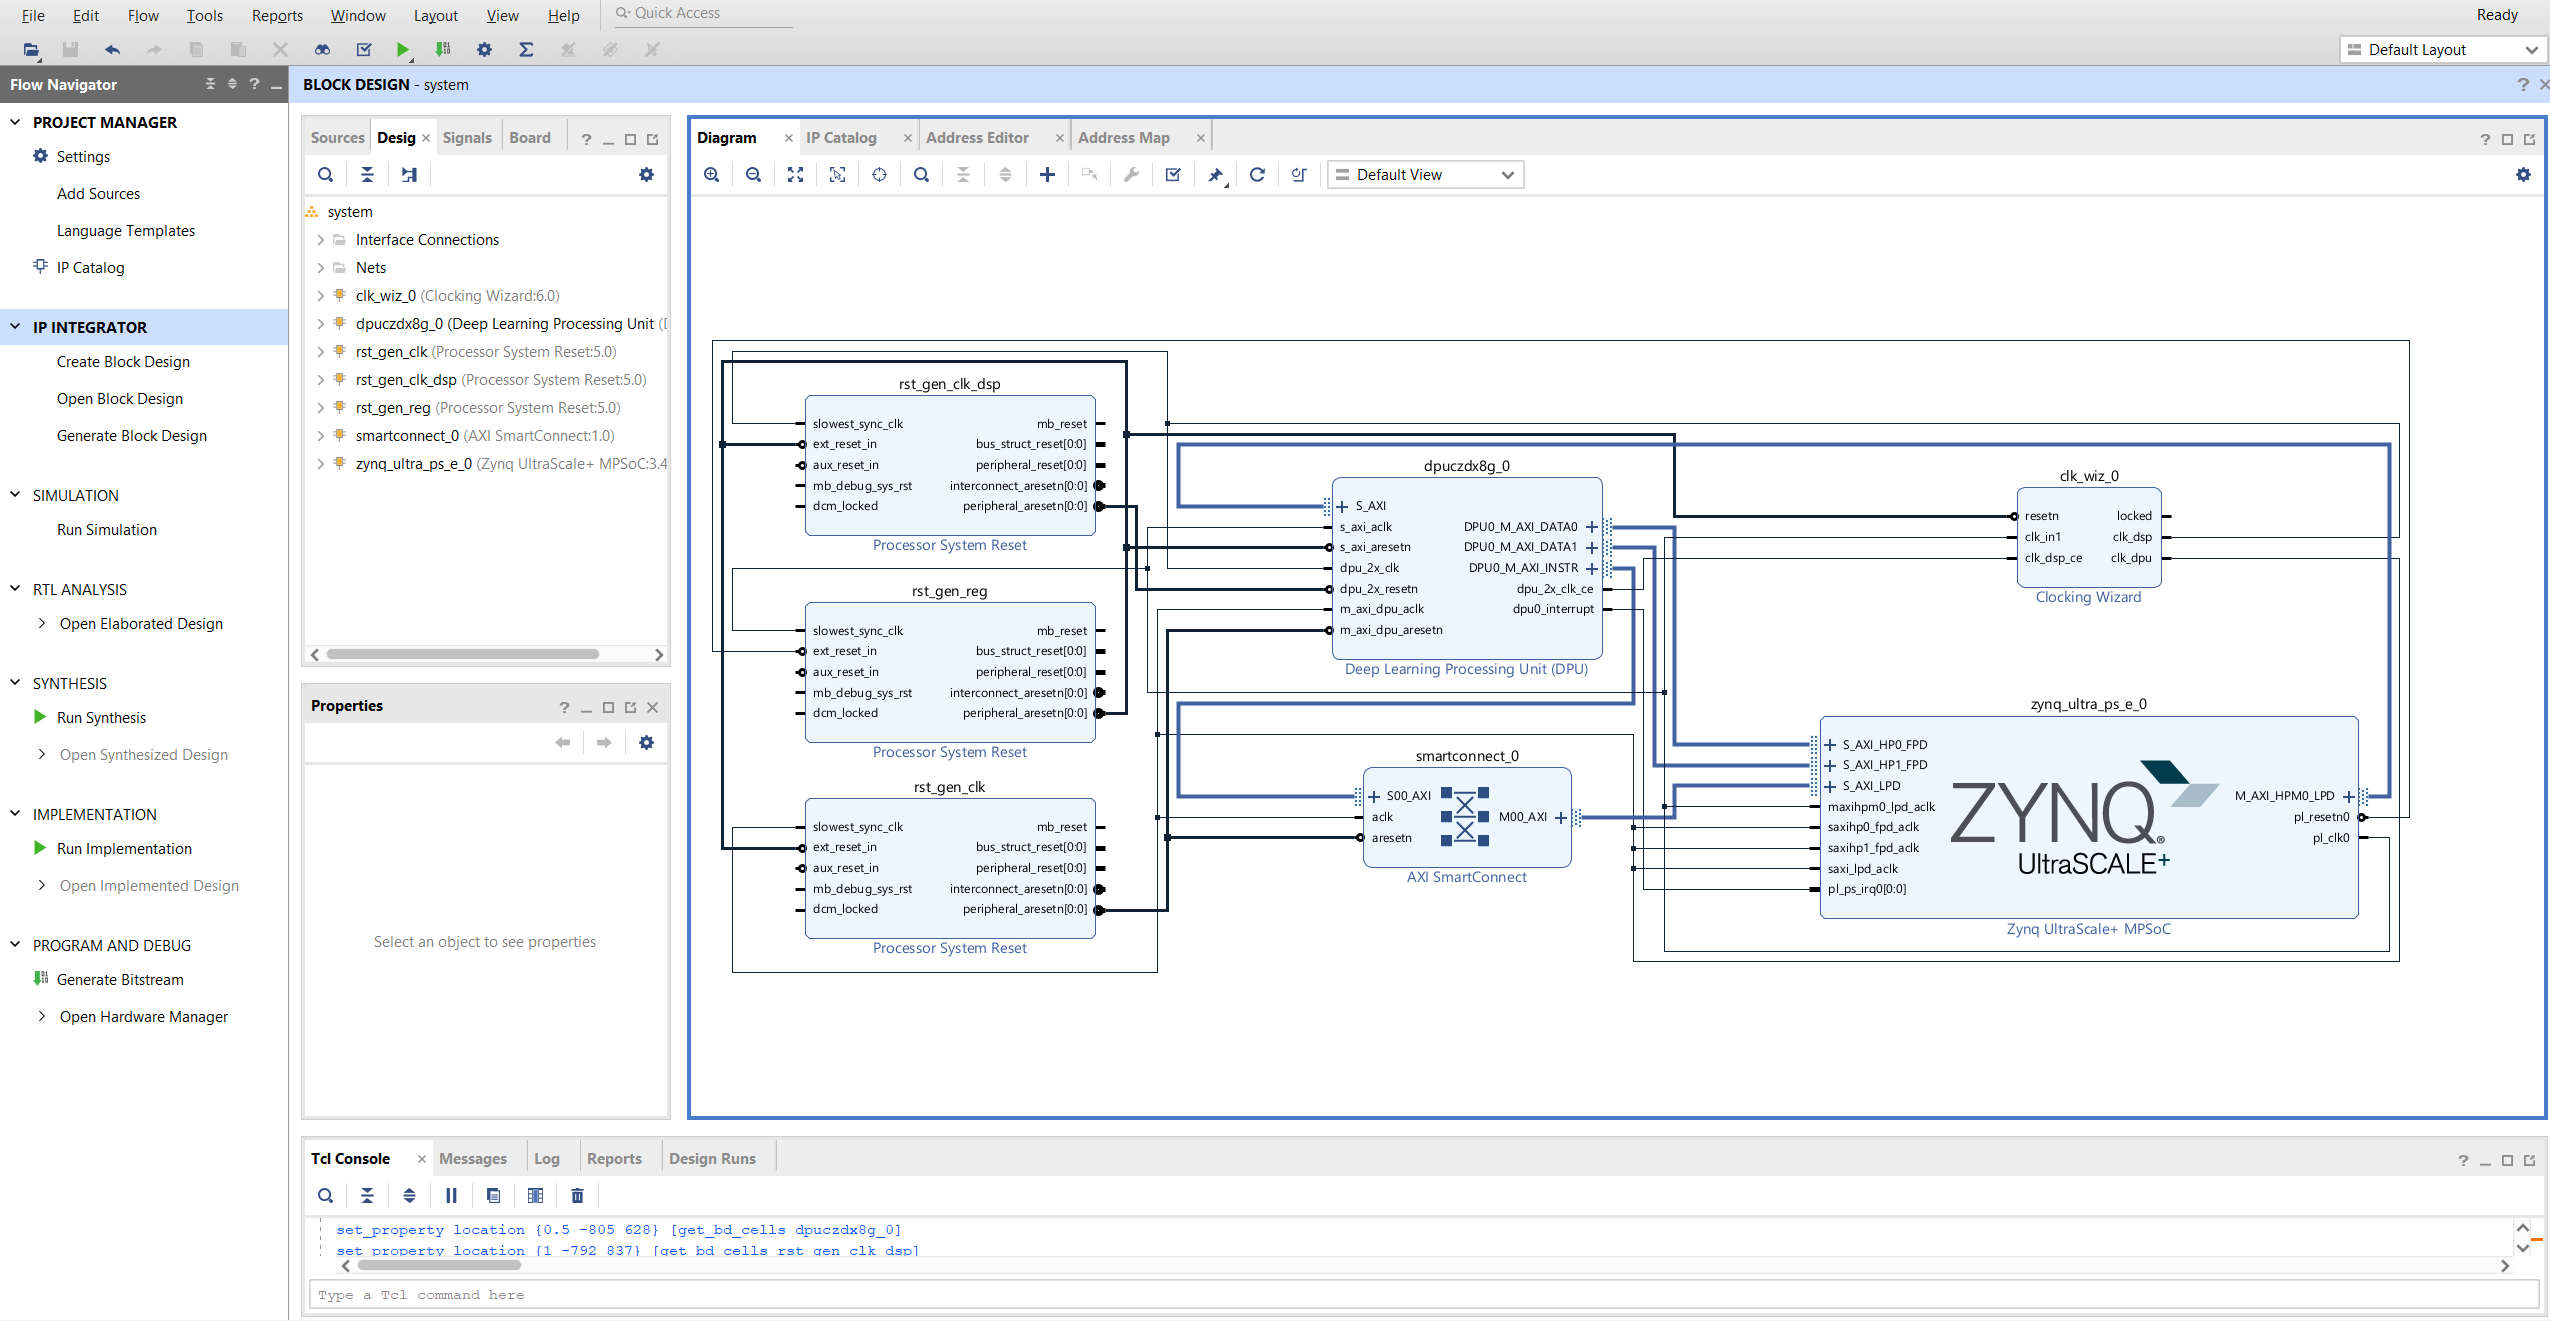 File Edit Flow Tools Reports Window Layout View Help Quick Access Ready
Default Layout
Flow Navigator
PROJECT MANAGER
Settings
Add Sources
Language Templates
IP Catalog
IP INTEGRATOR
Create Block Design
Open Block Design
Generate Block Design
SIMULATION
Run Simulation
RTL ANALYSIS
Open Elaborated Design
SYNTHESIS
Run Synthesis
Open Synthesized Design
IMPLEMENTATION
Run Implementation
Open Implemented Design
PROGRAM AND DEBUG
Generate Bitstream
Open Hardware Manager
BLOCK DESIGN - system
Sources Desig Signals Board
system
Interface Connections
Nets
clk_wiz_0 (Clocking Wizard:6.0)
dpuczdx8g_0 (Deep Learning Processing Unit (
rst_gen_clk (Processor System Reset:5.0)
rst_gen_clk_dsp (Processor System Reset:5.0)
rst_gen_reg (Processor System Reset:5.0)
smartconnect_0 (AXI SmartConnect:1.0)
zynq_ultra_ps_e_0 (Zynq UltraScale+ MPSoC:3.4
Properties
Select an object to see properties
Diagram IP Catalog Address Editor Address Map
Default View
rst_gen_clk_dsp
slowest_sync_clk mb_reset
ext_reset_in bus_struct_reset[0:0]
aux_reset_in peripheral_reset[0:0]
mb_debug_sys_rst interconnect_aresetn[0:0]
dcm_locked peripheral_aresetn[0:0]
Processor System Reset
rst_gen_reg
slowest_sync_clk mb_reset
ext_reset_in bus_struct_reset[0:0]
aux_reset_in peripheral_reset[0:0]
mb_debug_sys_rst interconnect_aresetn[0:0]
dcm_locked peripheral_aresetn[0:0]
Processor System Reset
rst_gen_clk
slowest_sync_clk mb_reset
ext_reset_in bus_struct_reset[0:0]
aux_reset_in peripheral_reset[0:0]
mb_debug_sys_rst interconnect_aresetn[0:0]
dcm_locked peripheral_aresetn[0:0]
Processor System Reset
dpuczdx8g_0
S_AXI
s_axi_aclk DPU0_M_AXI_DATA0
s_axi_aresetn DPU0_M_AXI_DATA1
dpu_2x_clk DPU0_M_AXI_INSTR
dpu_2x_resetn dpu_2x_clk_ce
m_axi_dpu_aclk dpu0_interrupt
m_axi_dpu_aresetn
Deep Learning Processing Unit (DPU)
smartconnect_0
S00_AXI
aclk M00_AXI
aresetn
AXI SmartConnect
clk_wiz_0
resetn locked
clk_in1 clk_dsp
clk_dsp_ce clk_dpu
Clocking Wizard
zynq_ultra_ps_e_0
S_AXI_HP0_FPD
S_AXI_HP1_FPD
S_AXI_LPD
maxihpm0_lpd_aclk
saxihp0_fpd_aclk
saxihp1_fpd_aclk
saxi_lpd_aclk
pl_ps_irq0[0:0]
ZYNQ
UltraSCALE+
M_AXI_HPM0_LPD
pl_resetn0
pl_clk0
Zynq UltraScale+ MPSoC
Tcl Console Messages Log Reports Design Runs
set_property location {0.5 -805 628} [get_bd_cells dpuczdx8g_0]
set_property location {1 -792 837} [get_bd_cells rst_gen_clk_dsp]
Type a Tcl command here